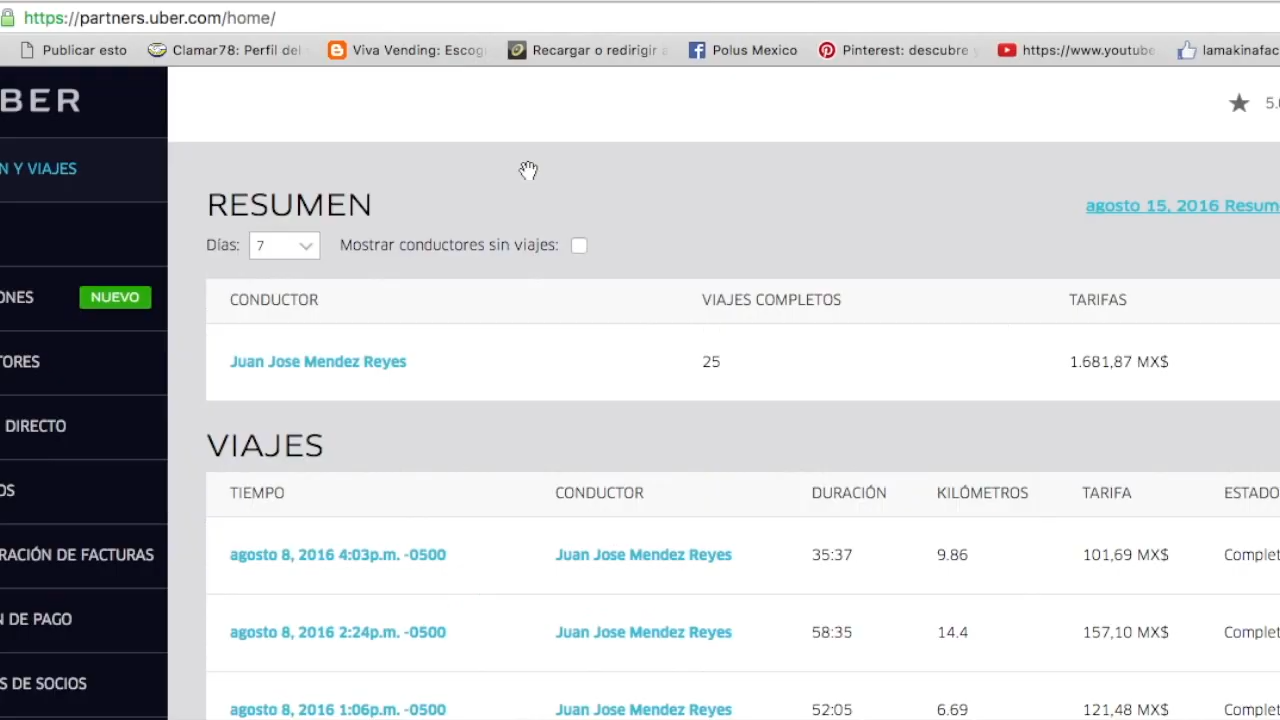 https://partners.uber.com/home/
Publicar esto Clamar78: Perfil del Viva Vending: Escog Recargar o redirigir a Polus Mexico Pinterest: descubre https://www.youtube lamakinafac
BER
5.
N Y VIAJES
RESUMEN
agosto 15, 2016 Resum
Días: 7 Mostrar conductores sin viajes:
ONES NUEVO
CONDUCTOR VIAJES COMPLETOS TARIFAS
TORES
Juan Jose Mendez Reyes 25 1.681,87 MX$
DIRECTO
VIAJES
OS
TIEMPO CONDUCTOR DURACIÓN KILÓMETROS TARIFA ESTADO
RACIÓN DE FACTURAS
agosto 8, 2016 4:03p.m. -0500 Juan Jose Mendez Reyes 35:37 9.86 101,69 MX$ Complet
N DE PAGO
agosto 8, 2016 2:24p.m. -0500 Juan Jose Mendez Reyes 58:35 14.4 157,10 MX$ Complet
S DE SOCIOS
agosto 8, 2016 1:06p.m. -0500 Juan Jose Mendez Reyes 52:05 6.69 121,48 MX$ Complet